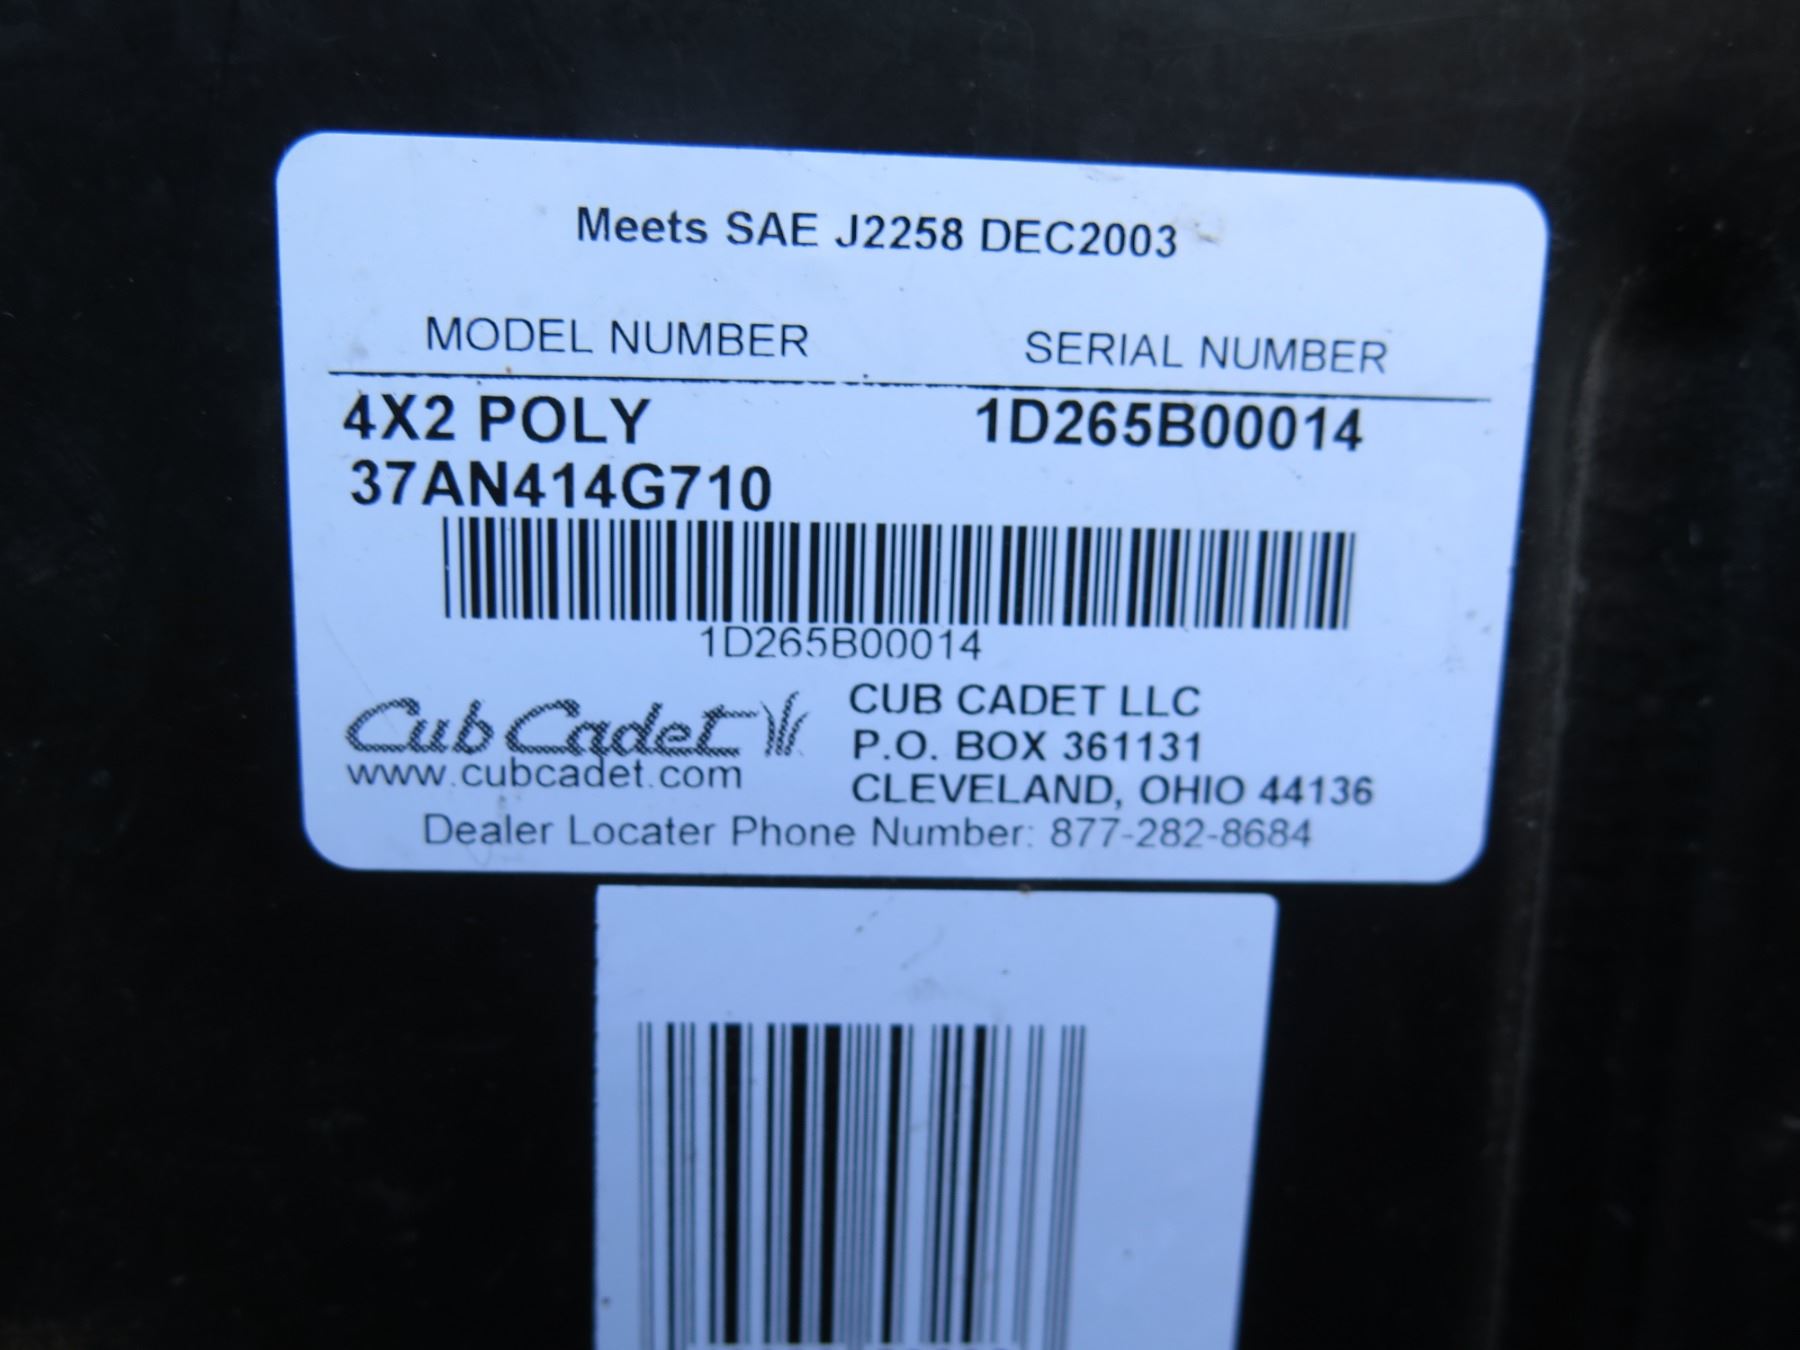 Meets SAE J2258 DEC2003
MODEL NUMBER SERIAL NUMBER
4X2 POLY 1D265B00014
37AN414G710
1D265B00014
Cub Cadet
www.cubcadet.com
CUB CADET LLC
P.O. BOX 361131
CLEVELAND, OHIO 44136
Dealer Locater Phone Number: 877-282-8684